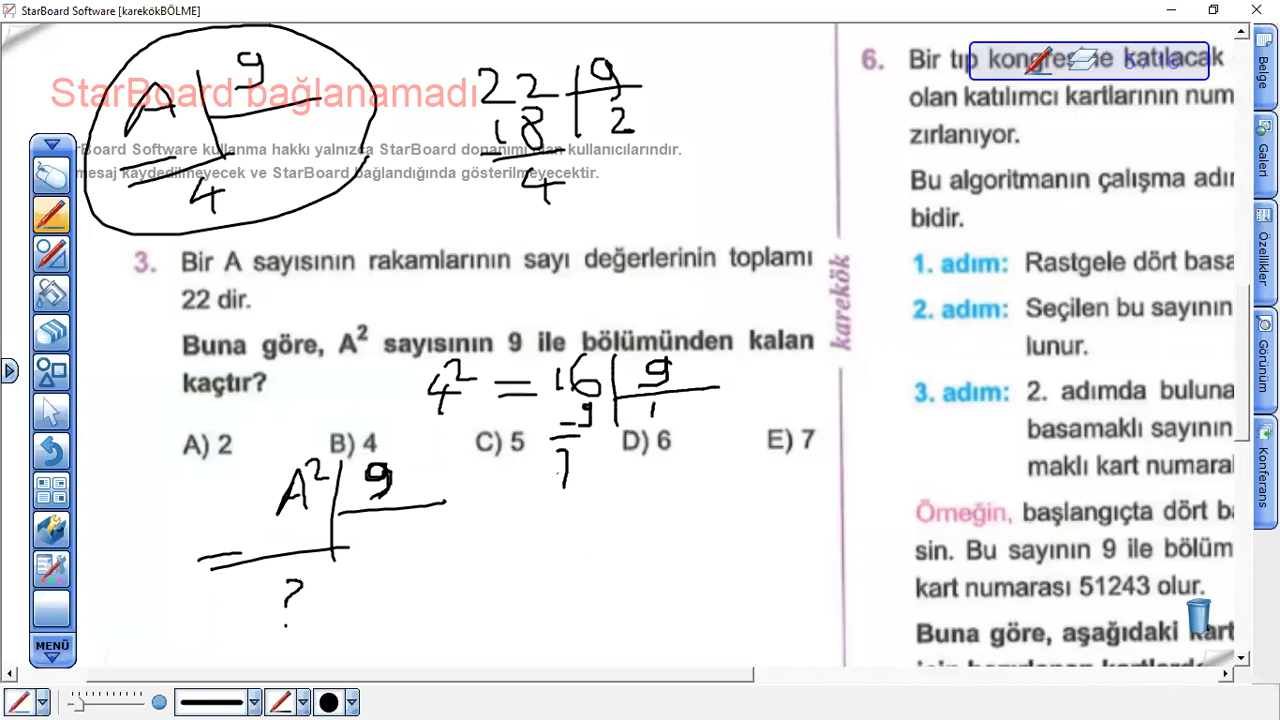 StarBoard Software [karekökBÖLME]
StarBoard bağlanamadı
rBoard Software kullanma hakkı yalnızca StarBoard donanımı olan kullanıcılarındır.
mesaj kaydedilmeyecek ve StarBoard bağlandığında gösterilmeyecektir.
A 9
4
22 9
18 2
4
3. Bir A sayısının rakamlarının sayı değerlerinin toplamı
22 dir.
Buna göre, A² sayısının 9 ile bölümünden kalan
kaçtır?
4² = 16 9
-9 1
7
A) 2 B) 4 C) 5 D) 6 E) 7
A² 9
?
karekök
6. Bir tıp kongresine katılacak
olan katılımcı kartlarının num
zırlanıyor.
Bu algoritmanın çalışma adır
bidir.
1. adım: Rastgele dört basa
2. adım: Seçilen bu sayının
lunur.
3. adım: 2. adımda buluna
basamaklı sayının
maklı kart numaral
Örneğin, başlangıçta dört ba
sin. Bu sayının 9 ile bölüm
kart numarası 51243 olur.
Buna göre, aşağıdaki kart
MENÜ
Belge
Galeri
Özellikler
Görünüm
Konferans